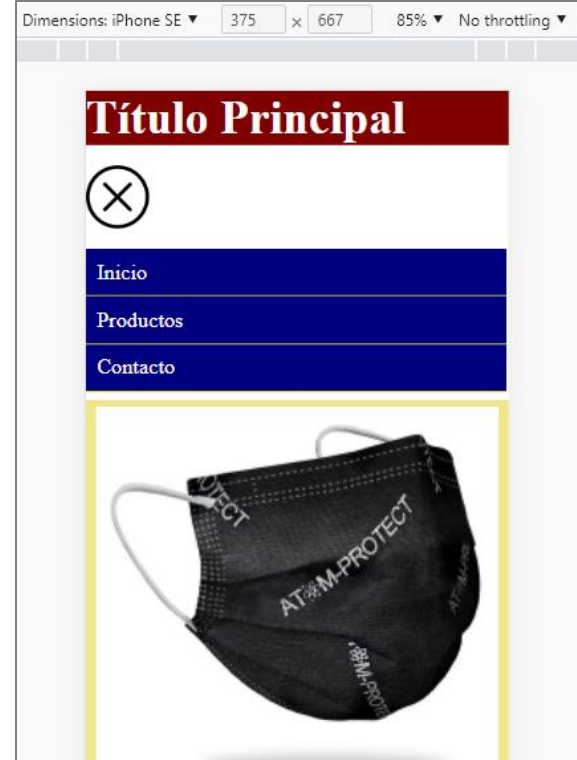 Dimensions: iPhone SE ▼ 375 x 667 85% ▼ No throttling ▼
Título Principal
Inicio
Productos
Contacto
AT M-PROTECT